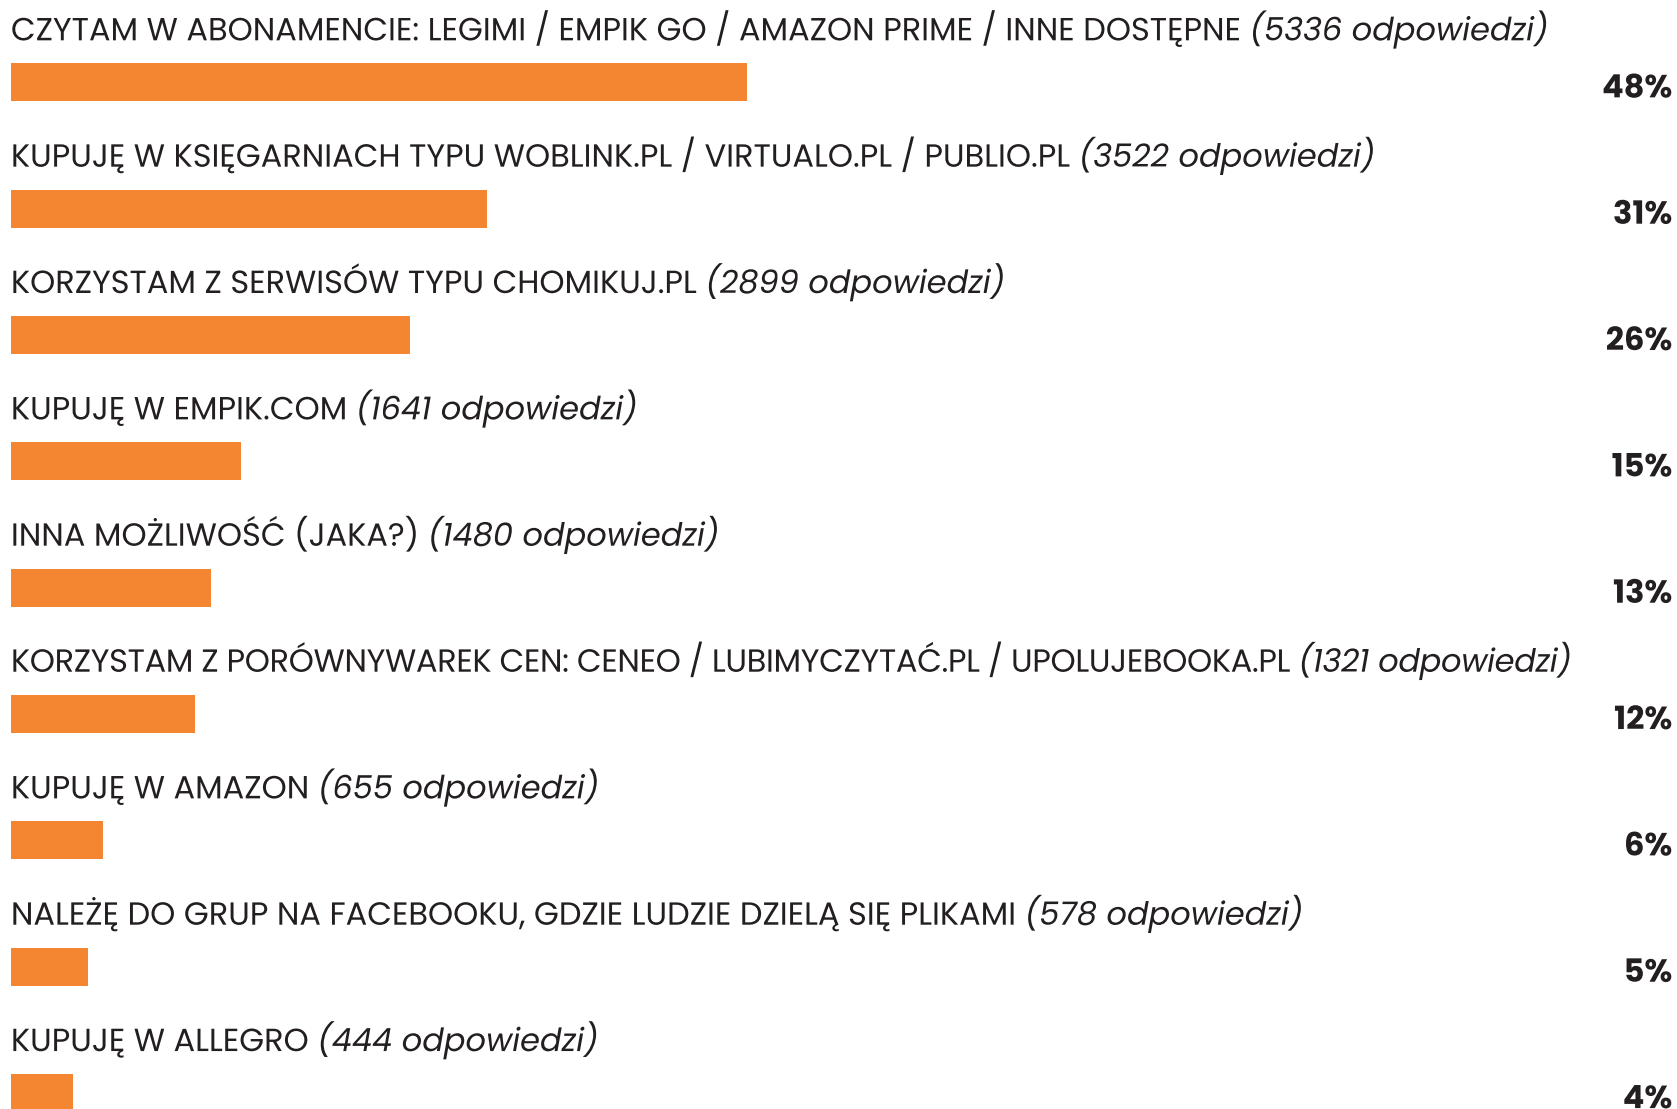 CZYTAM W ABONAMENCIE: LEGIMI / EMPIK GO / AMAZON PRIME / INNE DOSTĘPNE (5336 odpowiedzi)
48%
KUPUJĘ W KSIĘGARNIACH TYPU WOBLINK.PL / VIRTUALO.PL / PUBLIO.PL (3522 odpowiedzi)
31%
KORZYSTAM Z SERWISÓW TYPU CHOMIKUJ.PL (2899 odpowiedzi)
26%
KUPUJĘ W EMPIK.COM (1641 odpowiedzi)
15%
INNA MOŻLIWOŚĆ (JAKA?) (1480 odpowiedzi)
13%
KORZYSTAM Z PORÓWNYWAREK CEN: CENEO / LUBIMYCZYTAĆ.PL / UPOLUJEBOOKA.PL (1321 odpowiedzi)
12%
KUPUJĘ W AMAZON (655 odpowiedzi)
6%
NALEŻĘ DO GRUP NA FACEBOOKU, GDZIE LUDZIE DZIELĄ SIĘ PLIKAMI (578 odpowiedzi)
5%
KUPUJĘ W ALLEGRO (444 odpowiedzi)
4%